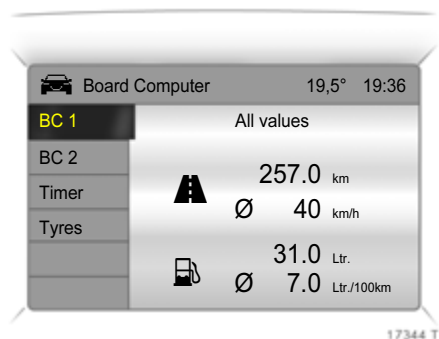 Board Computer 19,5° 19:36
BC 1
All values
BC 2
Timer
Tyres
257.0 km
Ø 40 km/h
31.0 Ltr.
Ø 7.0 Ltr./100km
17344 T